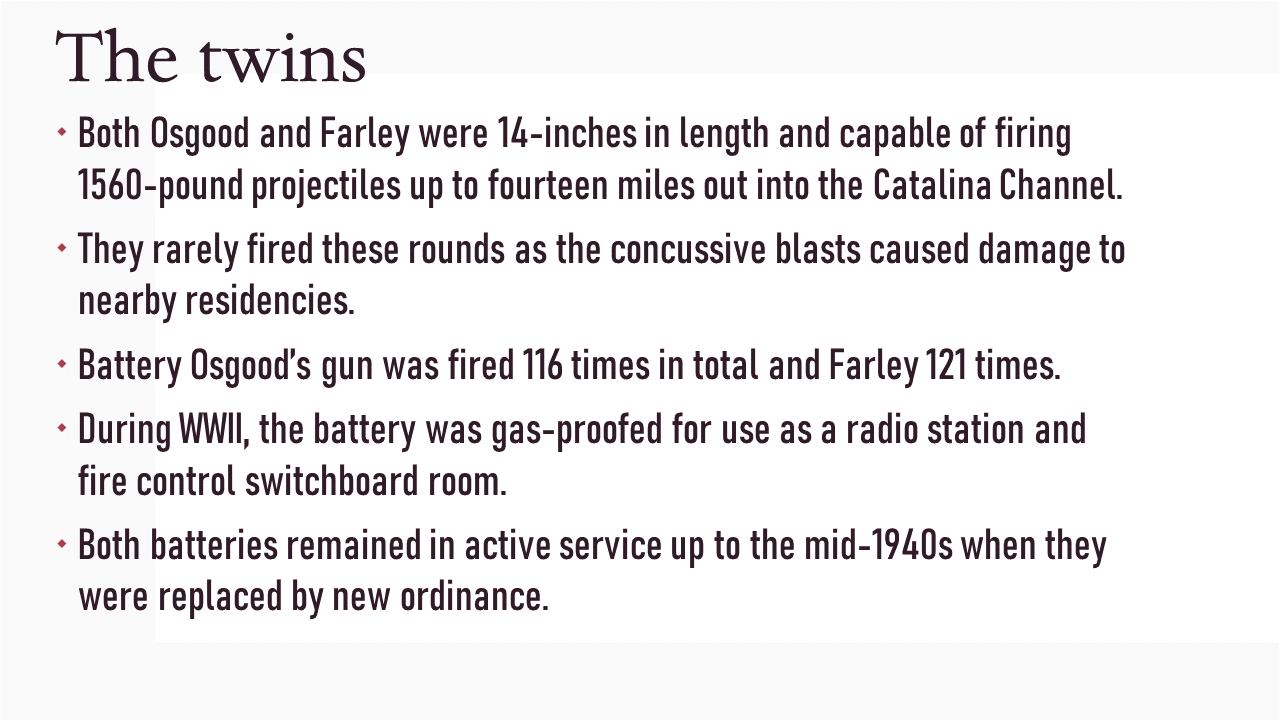 The twins
Both Osgood and Farley were 14-inches in length and capable of firing
1560-pound projectiles up to fourteen miles out into the Catalina Channel.
They rarely fired these rounds as the concussive blasts caused damage to
nearby residencies.
Battery Osgood’s gun was fired 116 times in total and Farley 121 times.
During WWII, the battery was gas-proofed for use as a radio station and
fire control switchboard room.
Both batteries remained in active service up to the mid-1940s when they
were replaced by new ordinance.